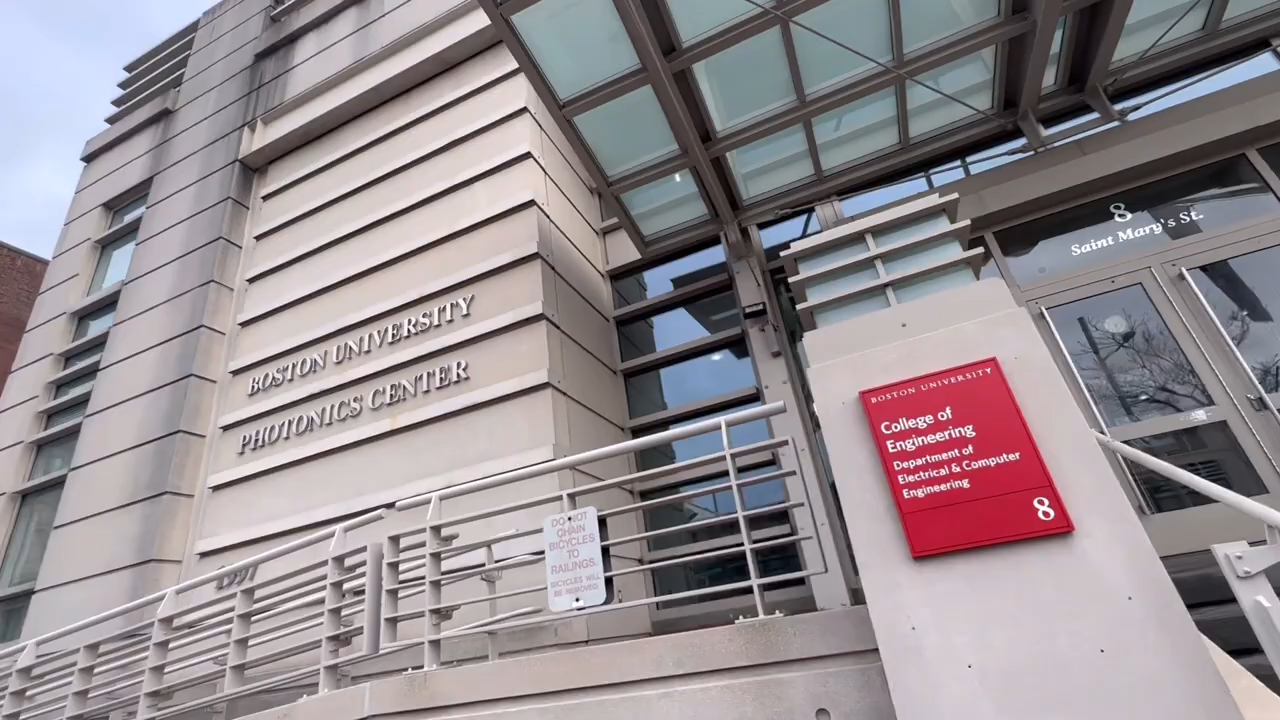 BOSTON UNIVERSITY
PHOTONICS CENTER
1997
DO NOT
CHAIN
BICYCLES
TO
RAILINGS.
BICYCLES WILL
BE REMOVED
BOSTON UNIVERSITY
College of
Engineering
Department of
Electrical & Computer
Engineering
8
8
Saint Mary's St.